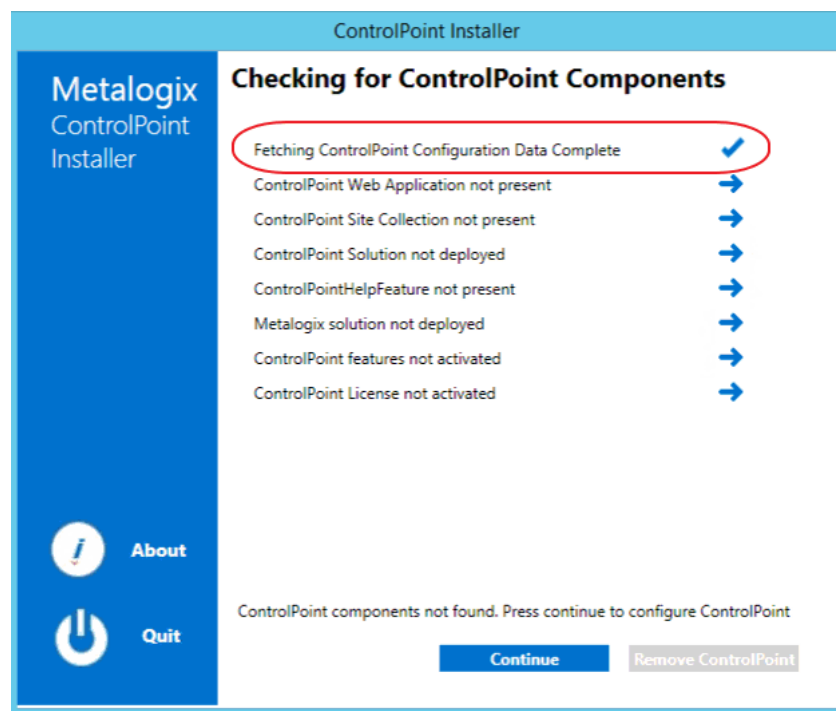 ControlPoint Installer
Metalogix
ControlPoint
Installer
Checking for ControlPoint Components
Fetching ControlPoint Configuration Data Complete
ControlPoint Web Application not present
ControlPoint Site Collection not present
ControlPoint Solution not deployed
ControlPointHelpFeature not present
Metalogix solution not deployed
ControlPoint features not activated
ControlPoint License not activated
About
Quit
ControlPoint components not found. Press continue to configure ControlPoint
Continue
Remove ControlPoint